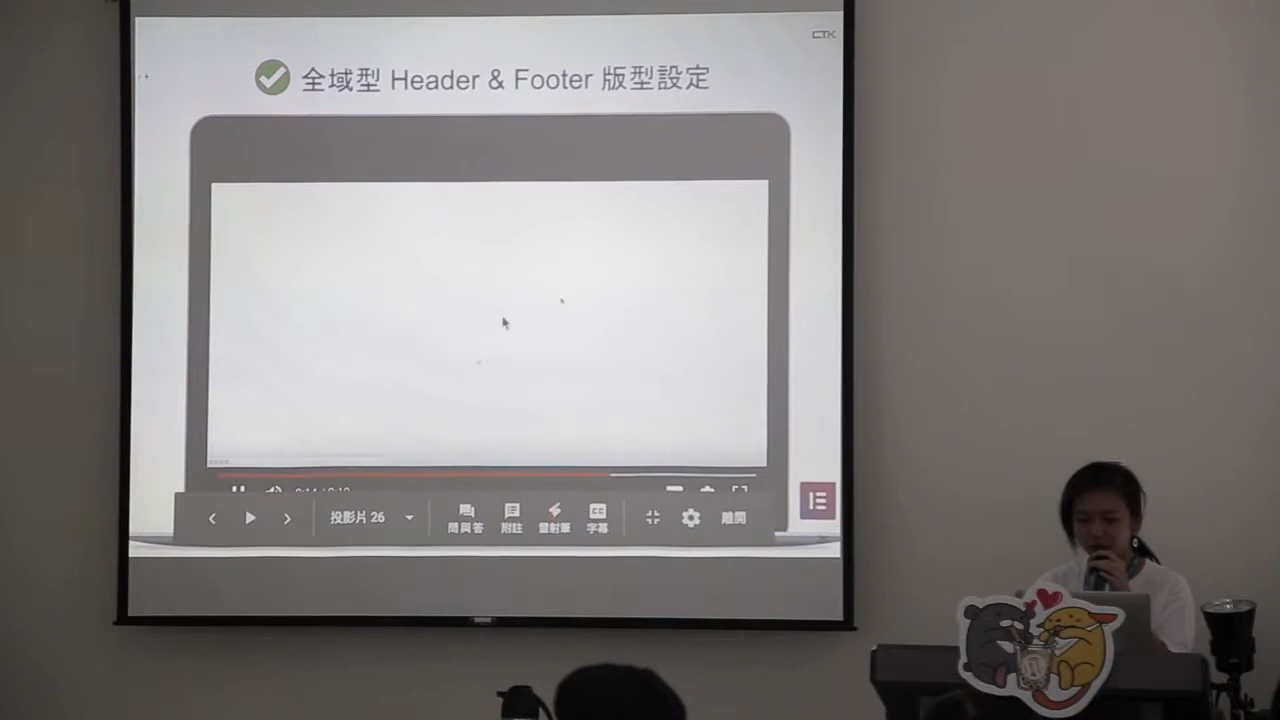 CTK
全域型 Header & Footer 版型設定
投影片 26
問與答
附註
雷射筆
CC
字幕
離開